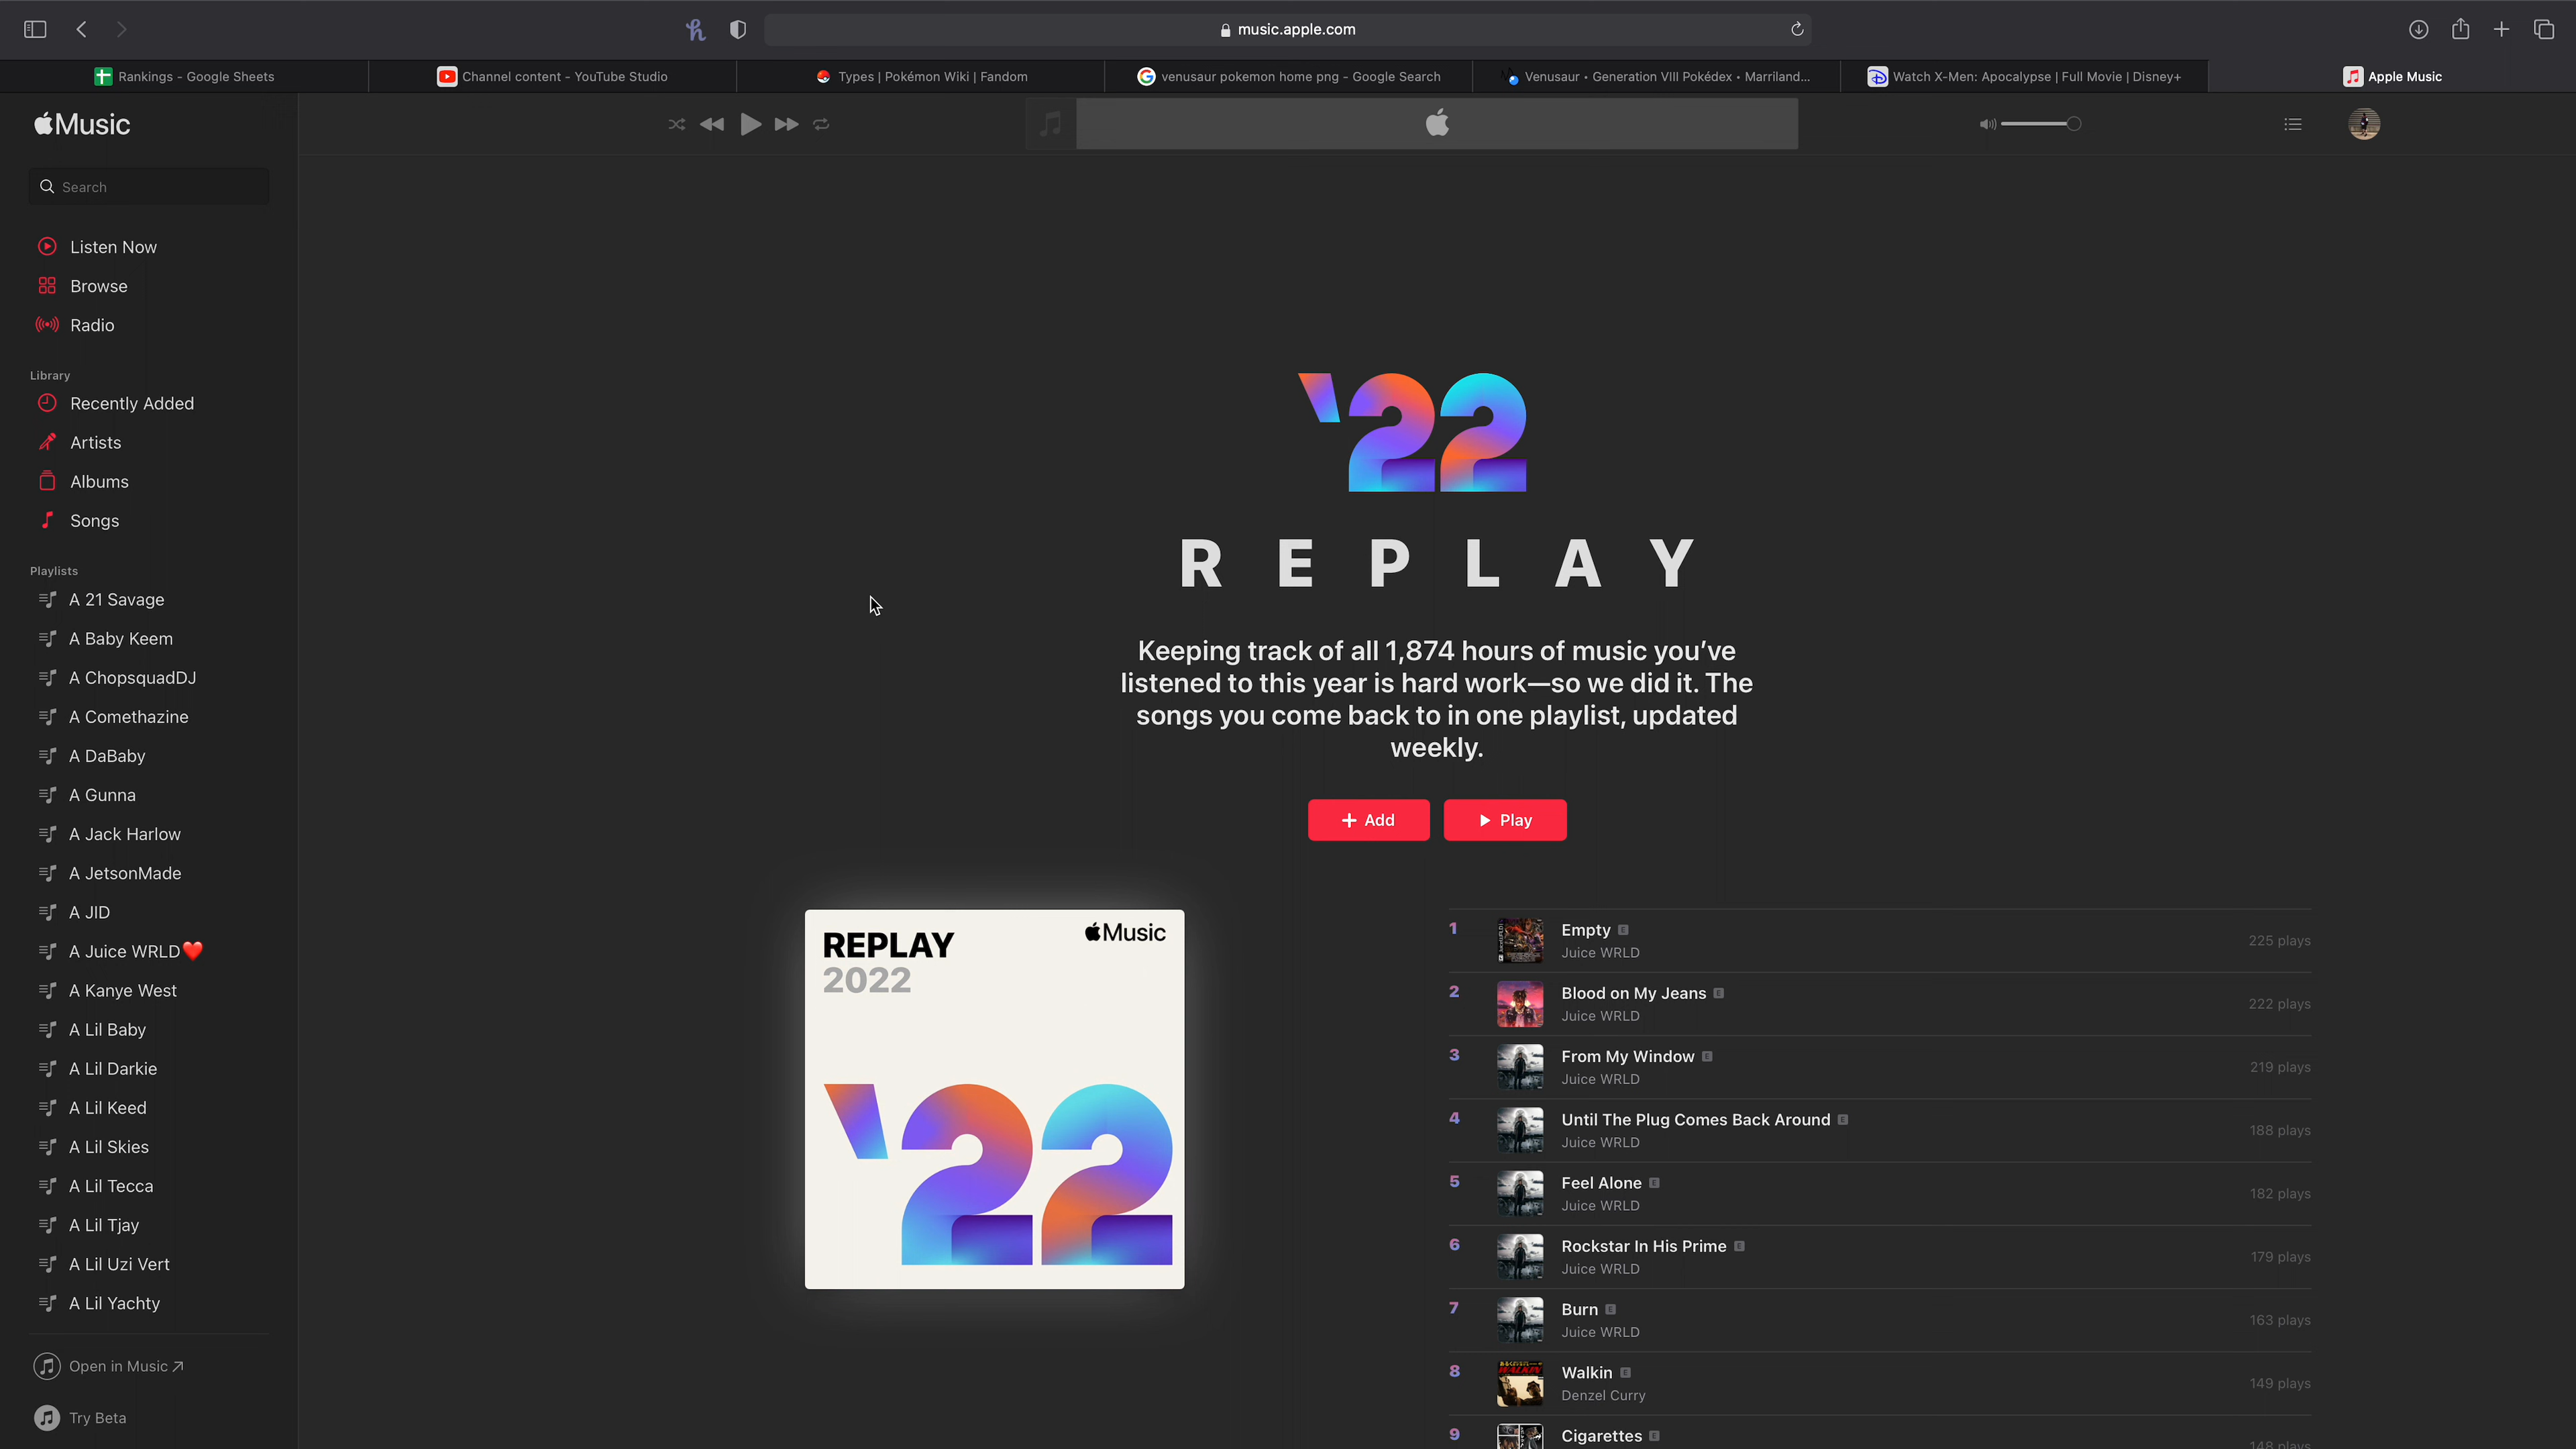 music.apple.com
Rankings - Google Sheets
Channel content - YouTube Studio
Types | Pokémon Wiki | Fandom
venusaur pokemon home png - Google Search
Venusaur • Generation VIII Pokédex • Marriland...
Watch X-Men: Apocalypse | Full Movie | Disney+
Apple Music
Music
Search
Listen Now
Browse
Radio
Library
Recently Added
Artists
Albums
Songs
Playlists
A 21 Savage
A Baby Keem
A ChopsquadDJ
A Comethazine
A DaBaby
A Gunna
A Jack Harlow
A JetsonMade
A JID
A Juice WRLD❤️
A Kanye West
A Lil Baby
A Lil Darkie
A Lil Keed
A Lil Skies
A Lil Tecca
A Lil Tjay
A Lil Uzi Vert
A Lil Yachty
Open in Music ↗
Try Beta
'22
REPLAY
Keeping track of all 1,874 hours of music you’ve
listened to this year is hard work—so we did it. The
songs you come back to in one playlist, updated
weekly.
+ Add
Play
REPLAY
Music
2022
'22
1 Empty E 225 plays
Juice WRLD
2 Blood on My Jeans E 222 plays
Juice WRLD
3 From My Window E 219 plays
Juice WRLD
4 Until The Plug Comes Back Around E 188 plays
Juice WRLD
5 Feel Alone E 182 plays
Juice WRLD
6 Rockstar In His Prime E 179 plays
Juice WRLD
7 Burn E 163 plays
Juice WRLD
8 Walkin E 149 plays
Denzel Curry
9 Cigarettes E 148 plays